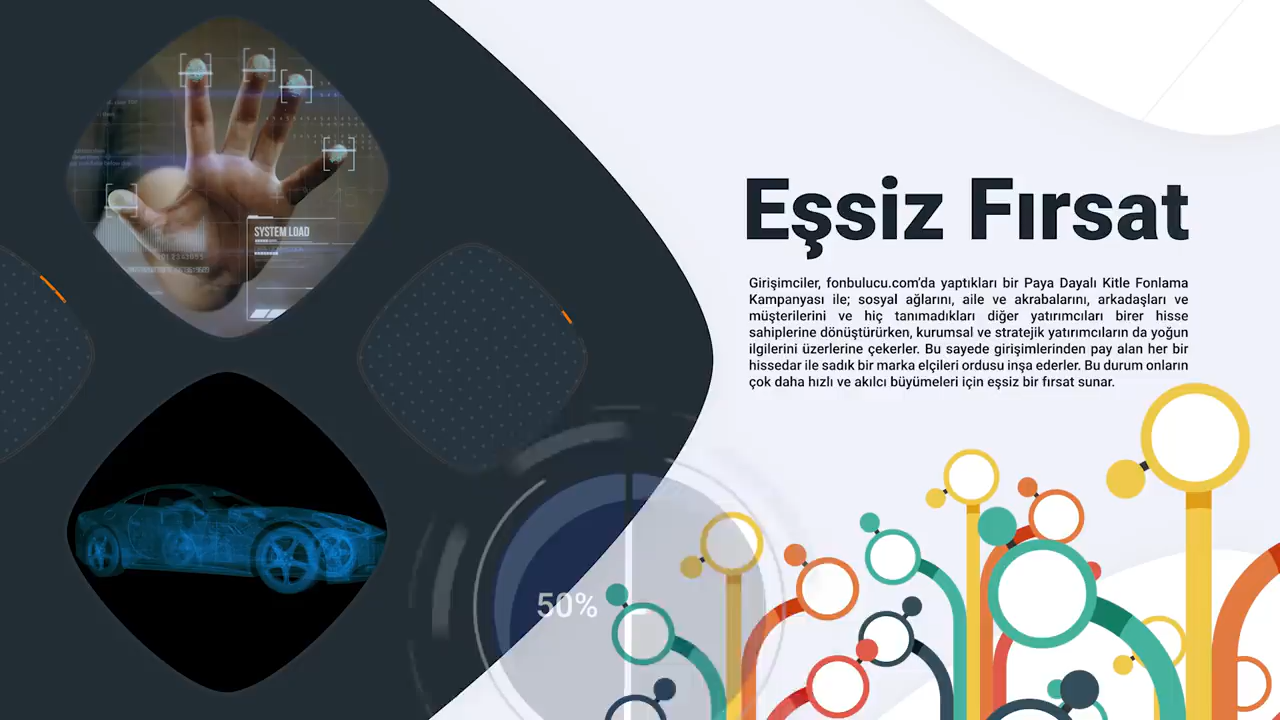 SYSTEM LOAD
Eşsiz Fırsat
Girişimciler, fonbulucu.com'da yaptıkları bir Paya Dayalı Kitle Fonlama
Kampanyası ile; sosyal ağlarını, aile ve akrabalarını, arkadaşları ve
müşterilerini ve hiç tanımadıkları diğer yatırımcıları birer hisse
sahiplerine dönüştürürken, kurumsal ve stratejik yatırımcıların da yoğun
ilgilerini üzerlerine çekerler. Bu sayede girişimlerinden pay alan her bir
hissedar ile sadık bir marka elçileri ordusu inşa ederler. Bu durum onların
çok daha hızlı ve akılcı büyümeleri için eşsiz bir fırsat sunar.
50%